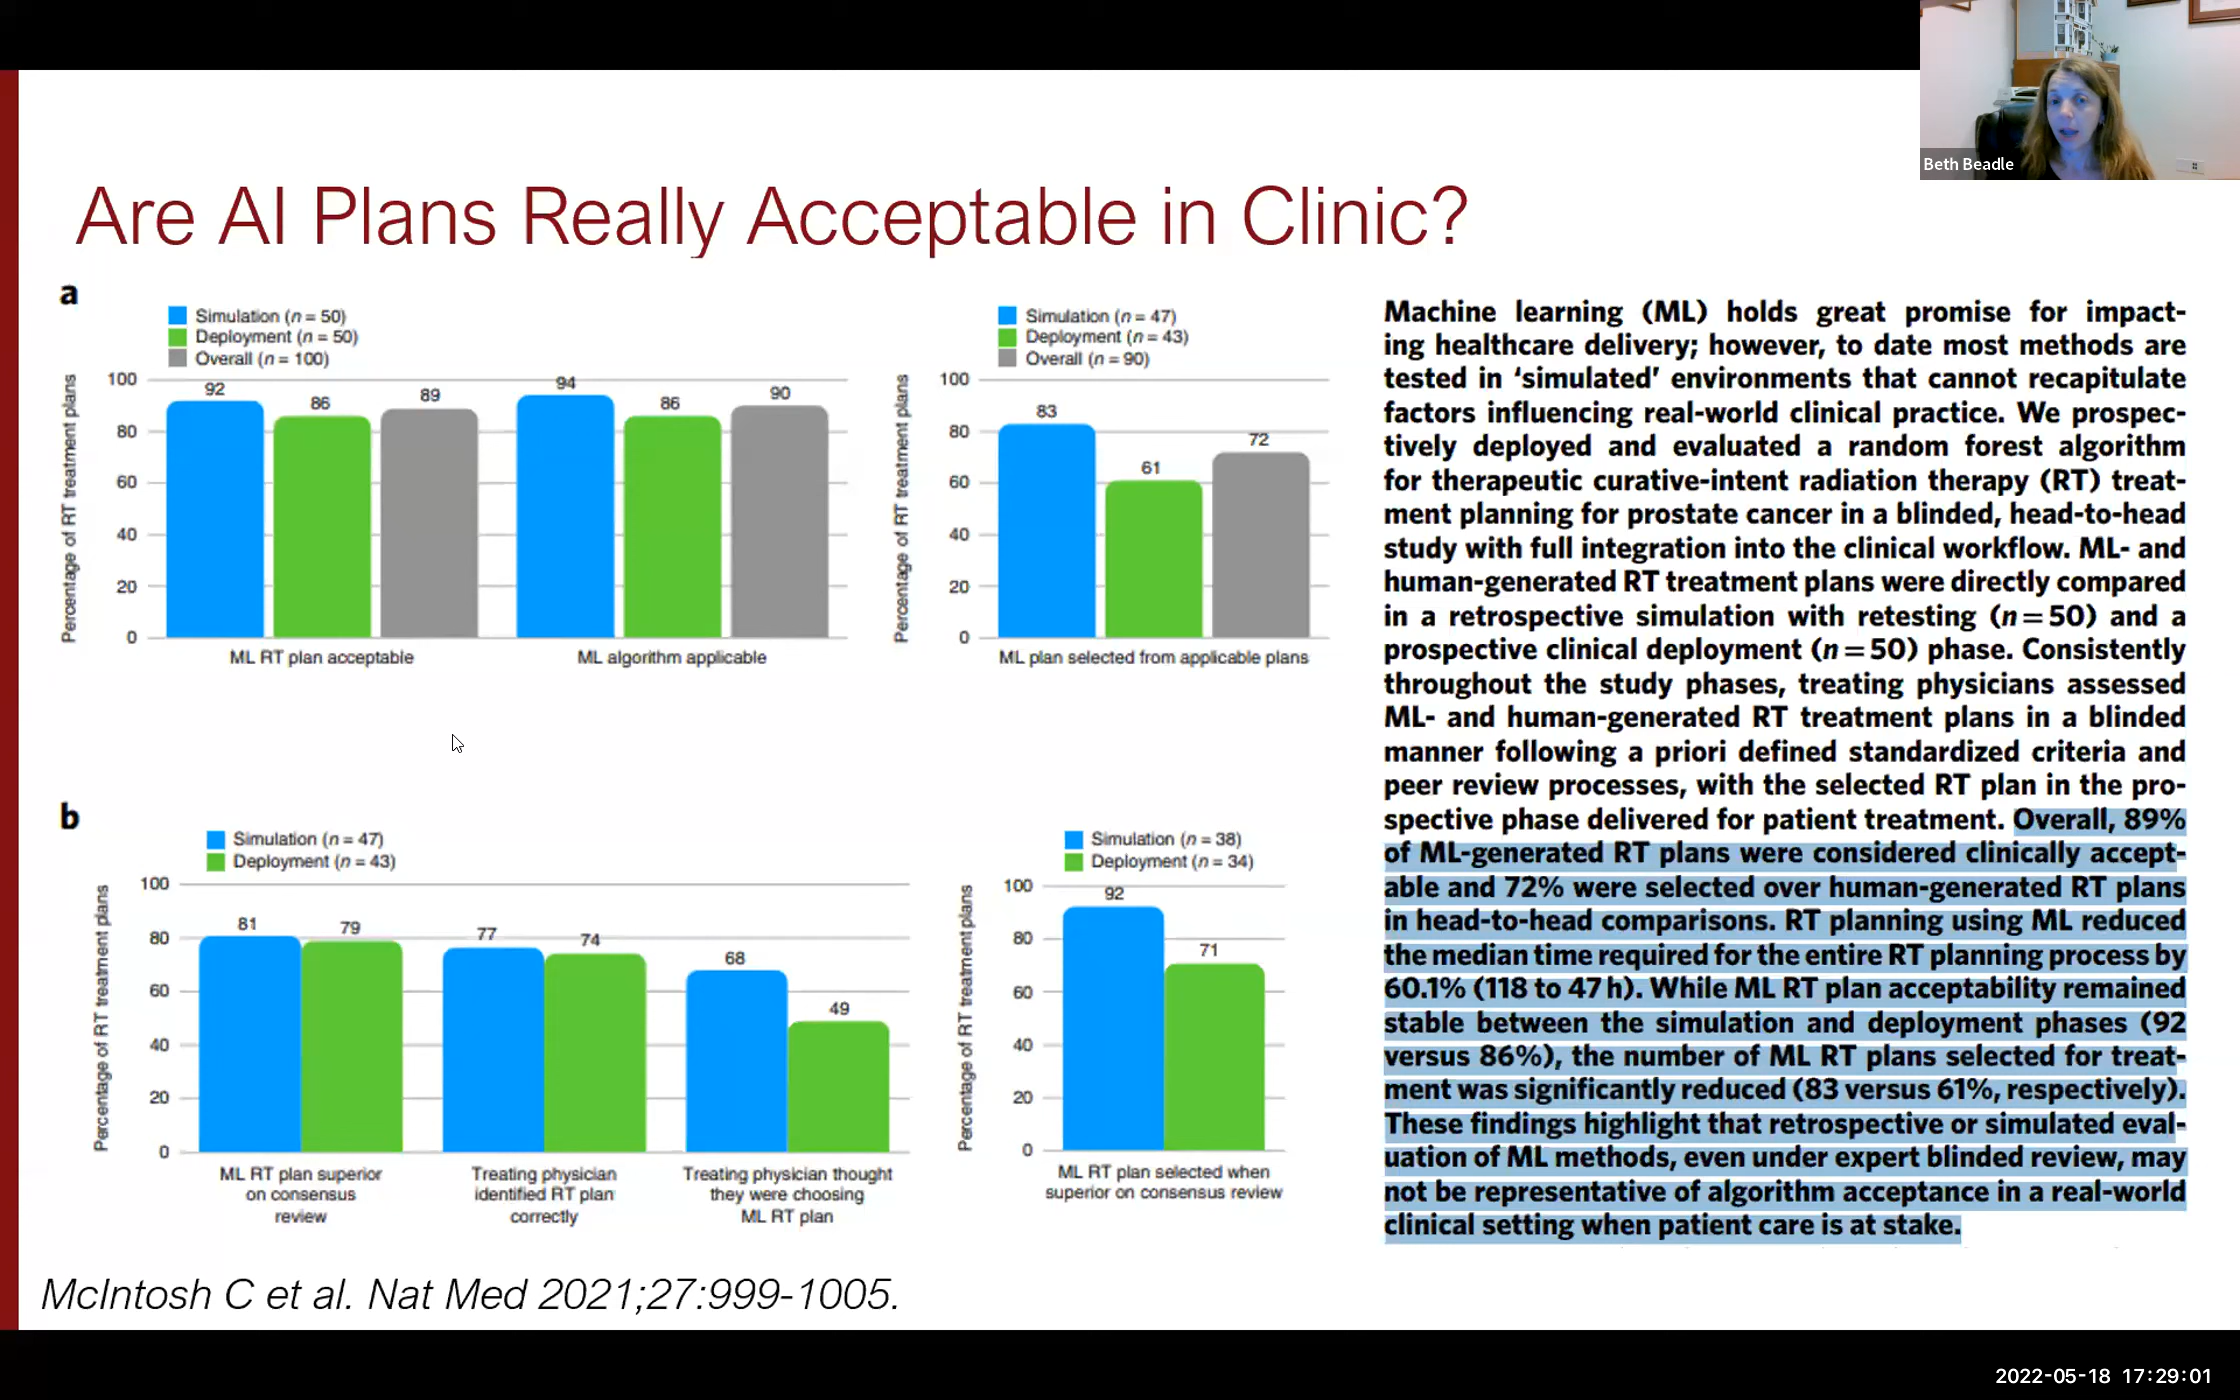 Beth Beadle
Are AI Plans Really Acceptable in Clinic?
a
Simulation (n = 50)
Deployment (n = 50)
Overall (n = 100)
Percentage of RT treatment plans
100
80
60
40
20
0
92
86
89
94
86
90
ML RT plan acceptable
ML algorithm applicable
Simulation (n = 47)
Deployment (n = 43)
Overall (n = 90)
Percentage of RT treatment plans
100
80
60
40
20
0
83
61
72
ML plan selected from applicable plans
b
Simulation (n = 47)
Deployment (n = 43)
Percentage of RT treatment plans
100
80
60
40
20
0
81
79
77
74
68
49
ML RT plan superior
on consensus
review
Treating physician
identified RT plan
correctly
Treating physician thought
they were choosing
ML RT plan
Simulation (n = 38)
Deployment (n = 34)
Percentage of RT treatment plans
100
80
60
40
20
0
92
71
ML RT plan selected when
superior on consensus review
Machine learning (ML) holds great promise for impact-
ing healthcare delivery; however, to date most methods are
tested in ‘simulated’ environments that cannot recapitulate
factors influencing real-world clinical practice. We prospec-
tively deployed and evaluated a random forest algorithm
for therapeutic curative-intent radiation therapy (RT) treat-
ment planning for prostate cancer in a blinded, head-to-head
study with full integration into the clinical workflow. ML- and
human-generated RT treatment plans were directly compared
in a retrospective simulation with retesting (n = 50) and a
prospective clinical deployment (n = 50) phase. Consistently
throughout the study phases, treating physicians assessed
ML- and human-generated RT treatment plans in a blinded
manner following a priori defined standardized criteria and
peer review processes, with the selected RT plan in the pro-
spective phase delivered for patient treatment. Overall, 89%
of ML-generated RT plans were considered clinically accept-
able and 72% were selected over human-generated RT plans
in head-to-head comparisons. RT planning using ML reduced
the median time required for the entire RT planning process by
60.1% (118 to 47 h). While ML RT plan acceptability remained
stable between the simulation and deployment phases (92
versus 86%), the number of ML RT plans selected for treat-
ment was significantly reduced (83 versus 61%, respectively).
These findings highlight that retrospective or simulated eval-
uation of ML methods, even under expert blinded review, may
not be representative of algorithm acceptance in a real-world
clinical setting when patient care is at stake.
McIntosh C et al. Nat Med 2021;27:999-1005.
2022-05-18 17:29:01